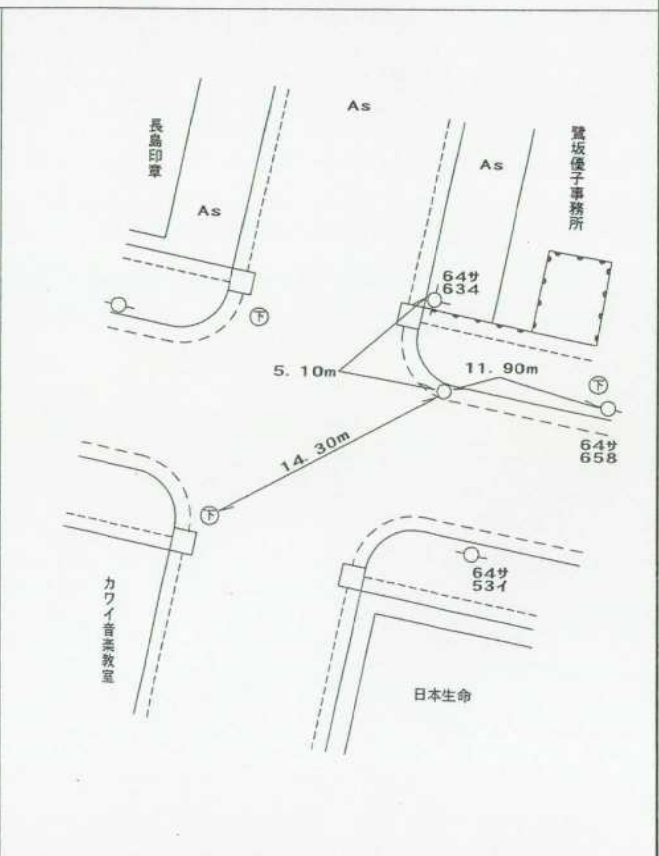 As
長島印章
As
鷺坂優子事務所
As
64サ
634
下
5. 10m
11. 90m
下
14. 30m
64サ
658
下
64サ
53イ
カワイ音楽教室
日本生命